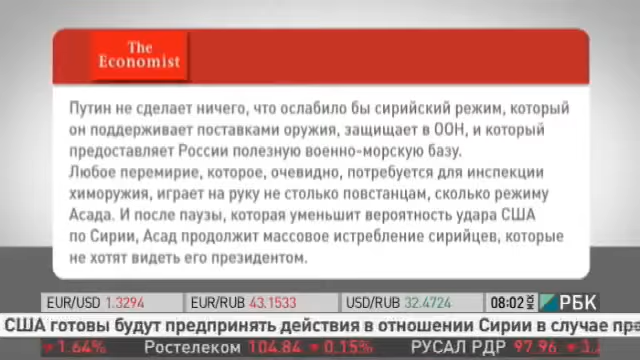 The
Economist
Путин не сделает ничего, что ослабило бы сирийский режим, который
он поддерживает поставками оружия, защищает в ООН, и который
предоставляет России полезную военно-морскую базу.
Любое перемирие, которое, очевидно, потребуется для инспекции
химоружия, играет на руку не столько повстанцам, сколько режиму
Асада. И после паузы, которая уменьшит вероятность удара США
по Сирии, Асад продолжит массовое истребление сирийцев, которые
не хотят видеть его президентом.
EUR/USD 1.3294 EUR/RUB 43.1533 USD/RUB 32.4724 08:02 МСК РБК
США готовы будут предпринять действия в отношении Сирии в случае
1.64% Ростелеком 104.84 0.15% РУСАЛ РДР 97.96